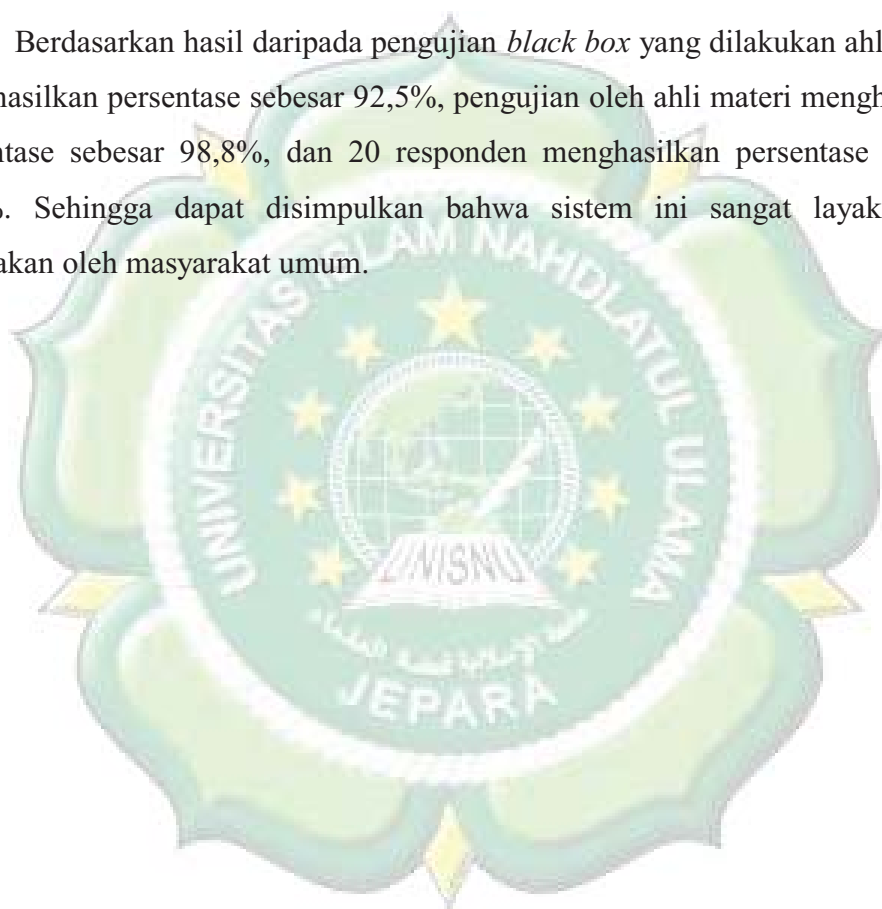 Berdasarkan hasil daripada pengujian black box yang dilakukan ahl
hasilkan persentase sebesar 92,5%, pengujian oleh ahli materi mengh
ntase sebesar 98,8%, dan 20 responden menghasilkan persentase
%. Sehingga dapat disimpulkan bahwa sistem ini sangat layak
akan oleh masyarakat umum.
UNIVERSITAS ISLAM NAHDLATUL ULAMA
UNISNU
JEPARA